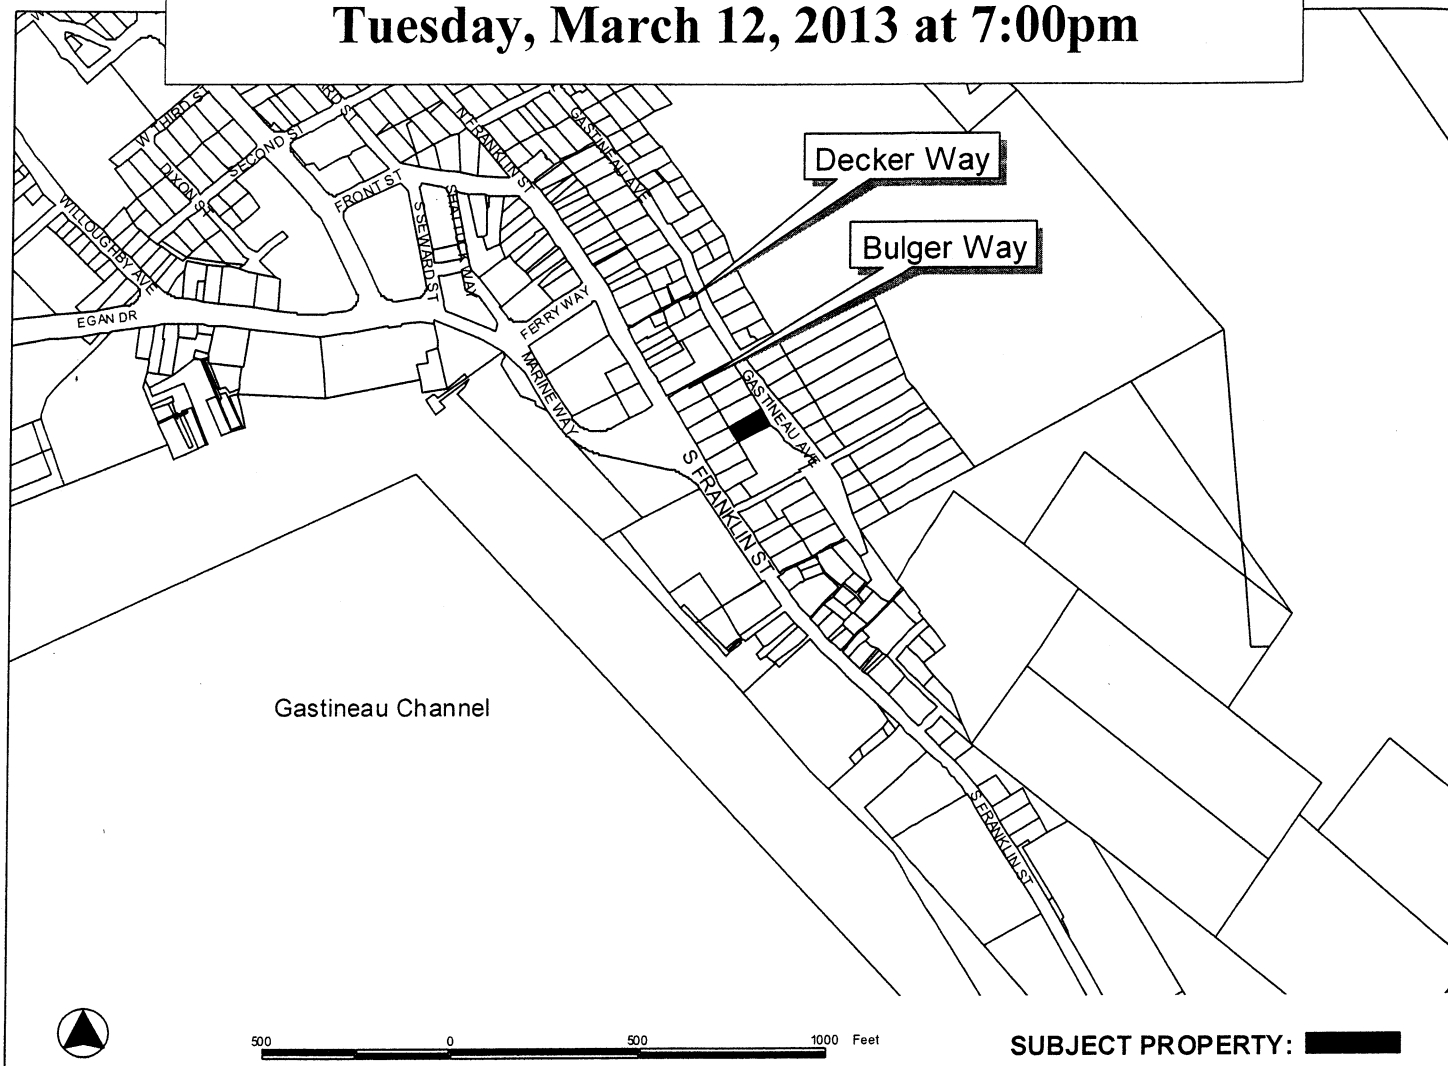 Tuesday, March 12, 2013 at 7:00pm
W THIRD ST
SECOND ST
DIXON ST
FRONT ST
N FRANKLIN ST
GASTINEAU AVE
Decker Way
Bulger Way
WILLOUGHBY AVE
S SEWARD ST
FERRY WAY
EGAN DR
MARINE WAY
GASTINEAU AVE
S FRANKLIN ST
Gastineau Channel
S FRANKLIN ST
500 0 500 1000 Feet
SUBJECT PROPERTY: